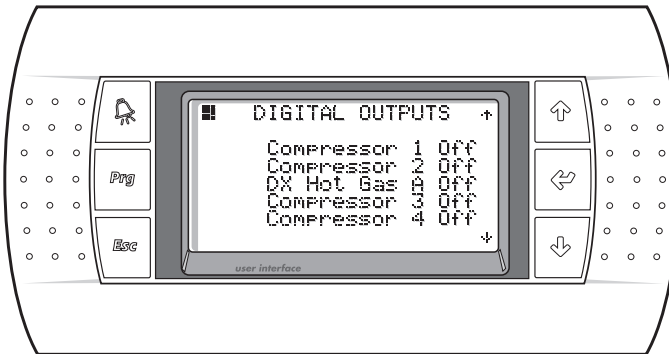 DIGITAL OUTPUTS
Compressor 1 Off
Compressor 2 Off
DX Hot Gas A Off
Compressor 3 Off
Compressor 4 Off
Prg
Esc
user interface